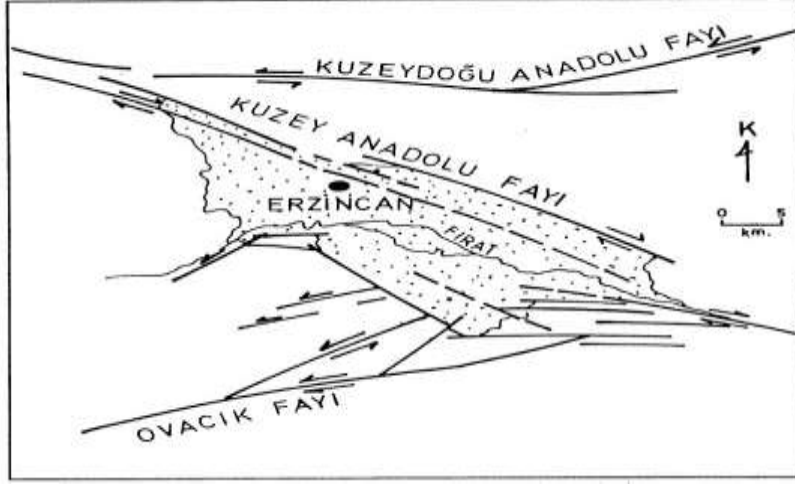 KUZEYDOĞU ANADOLU FAYI
KUZEY ANADOLU FAYI
K
ERZİNCAN
FIRAT
0 5
km.
OVACIK FAYI